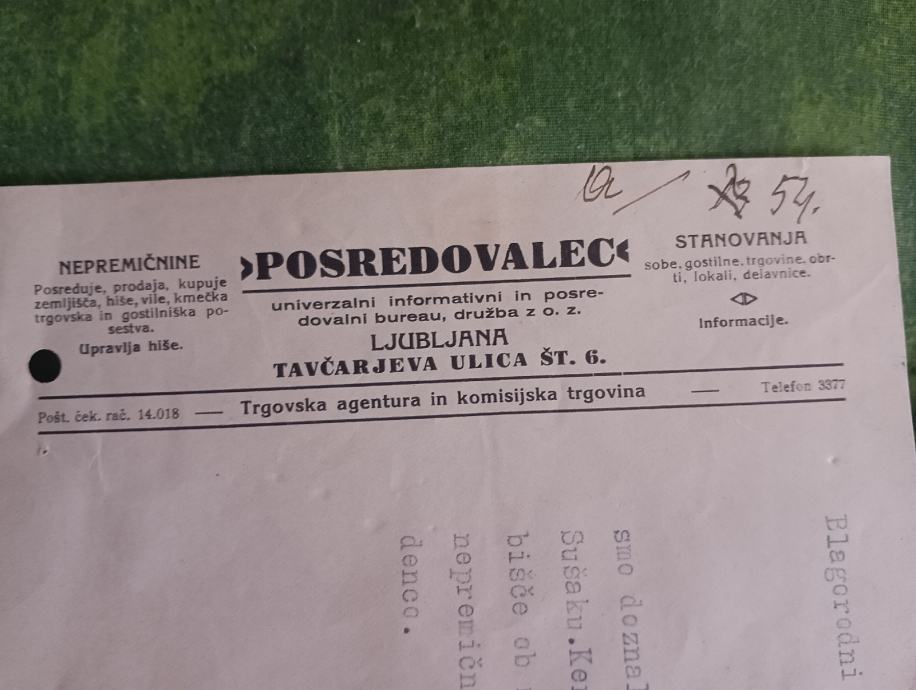 54.
NEPREMIČNINE
Posreduje, prodaja, kupuje
zemljišča, hiše, vile, kmečka
trgovska in gostilniška po-
sestva.
Upravlja hiše.
›POSREDOVALEC‹
univerzalni informativni in posre-
dovalni bureau, družba z o. z.
LJUBLJANA
TAVČARJEVA ULICA ŠT. 6.
STANOVANJA
sobe, gostilne, trgovine, obr-
ti, lokali, delavnice.
Informacije.
Pošt. ček. rač. 14.018 — Trgovska agentura in komisijska trgovina — Telefon 3377
Blagorodni
smo doznal
Sušaku.Ker
bišče ob
nepremičn
denco.